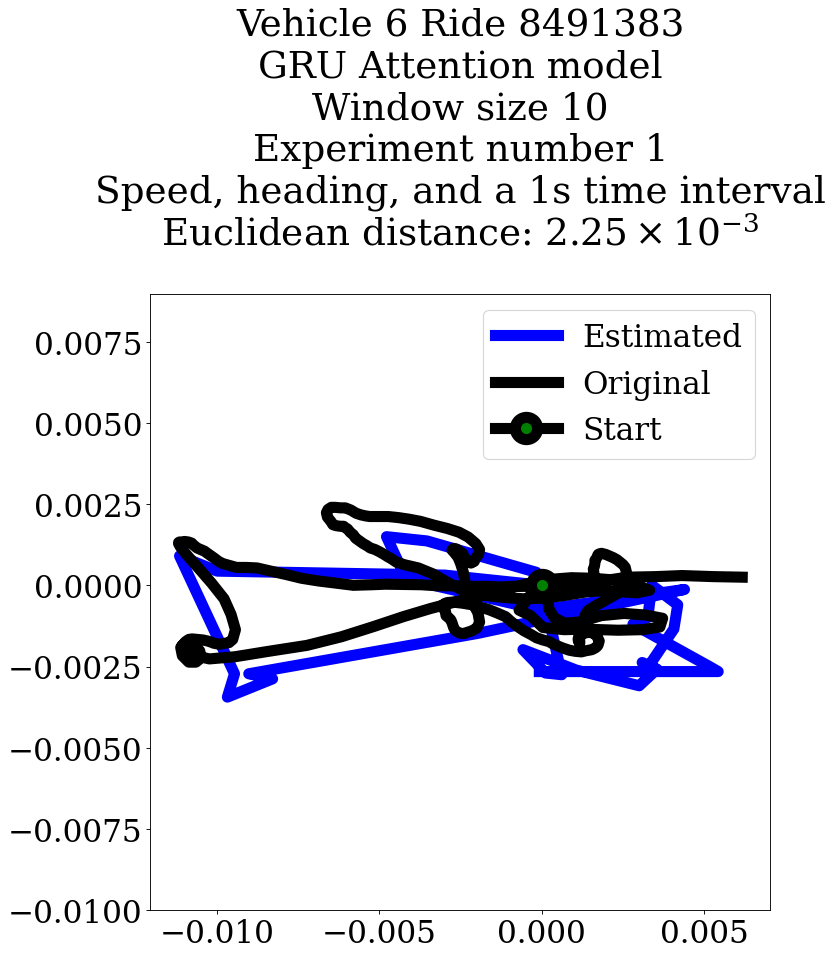 Vehicle 6 Ride 8491383
GRU Attention model
Window size 10
Experiment number 1
Speed, heading, and a 1s time interval
Euclidean distance: 2.25 × 10⁻³
Estimated
Original
Start
0.0075
0.0050
0.0025
0.0000
−0.0025
−0.0050
−0.0075
−0.0100
−0.010 −0.005 0.000 0.005